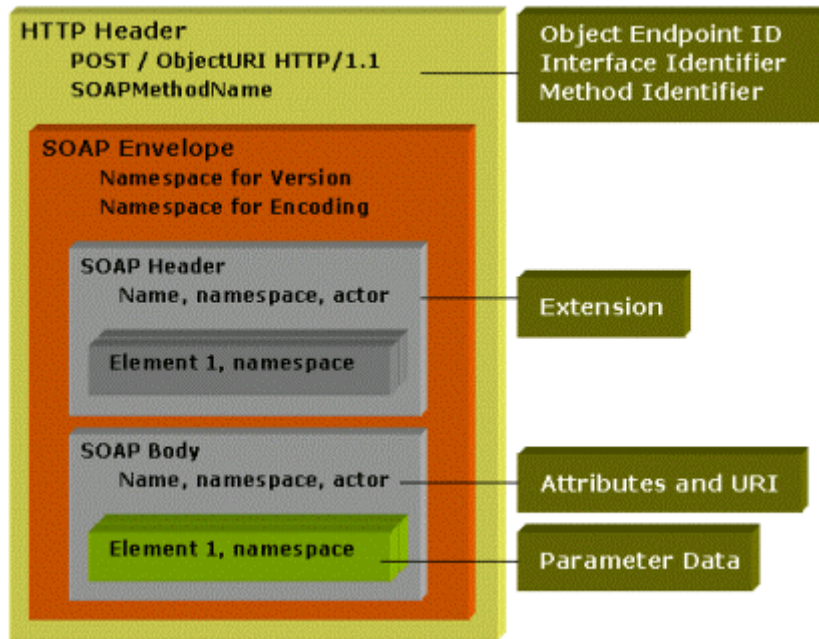 HTTP Header
POST / ObjectURI HTTP/1.1
SOAPMethodName
Object Endpoint ID
Interface Identifier
Method Identifier
SOAP Envelope
Namespace for Version
Namespace for Encoding
SOAP Header
Name, namespace, actor
Extension
Element 1, namespace
SOAP Body
Name, namespace, actor
Attributes and URI
Element 1, namespace
Parameter Data